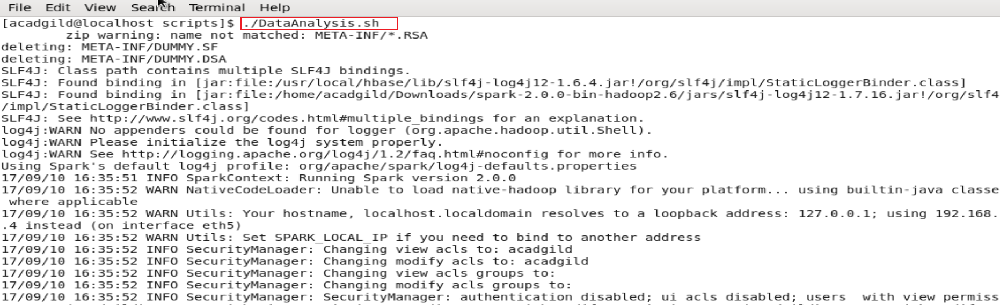 File Edit View Search Terminal Help
[acadgild@localhost scripts]$ ./DataAnalysis.sh
zip warning: name not matched: META-INF/*.RSA
deleting: META-INF/DUMMY.SF
deleting: META-INF/DUMMY.DSA
SLF4J: Class path contains multiple SLF4J bindings.
SLF4J: Found binding in [jar:file:/usr/local/hbase/lib/slf4j-log4j12-1.6.4.jar!/org/slf4j/impl/StaticLoggerBinder.class]
SLF4J: Found binding in [jar:file:/home/acadgild/Downloads/spark-2.0.0-bin-hadoop2.6/jars/slf4j-log4j12-1.7.16.jar!/org/slf4
/impl/StaticLoggerBinder.class]
SLF4J: See http://www.slf4j.org/codes.html#multiple_bindings for an explanation.
log4j:WARN No appenders could be found for logger (org.apache.hadoop.util.Shell).
log4j:WARN Please initialize the log4j system properly.
log4j:WARN See http://logging.apache.org/log4j/1.2/faq.html#noconfig for more info.
Using Spark's default log4j profile: org/apache/spark/log4j-defaults.properties
17/09/10 16:35:51 INFO SparkContext: Running Spark version 2.0.0
17/09/10 16:35:52 WARN NativeCodeLoader: Unable to load native-hadoop library for your platform... using builtin-java classe
where applicable
17/09/10 16:35:52 WARN Utils: Your hostname, localhost.localdomain resolves to a loopback address: 127.0.0.1; using 192.168.
.4 instead (on interface eth5)
17/09/10 16:35:52 WARN Utils: Set SPARK_LOCAL_IP if you need to bind to another address
17/09/10 16:35:52 INFO SecurityManager: Changing view acls to: acadgild
17/09/10 16:35:52 INFO SecurityManager: Changing modify acls to: acadgild
17/09/10 16:35:52 INFO SecurityManager: Changing view acls groups to:
17/09/10 16:35:52 INFO SecurityManager: Changing modify acls groups to:
17/09/10 16:35:52 INFO SecurityManager: SecurityManager: authentication disabled; ui acls disabled; users  with view permiss